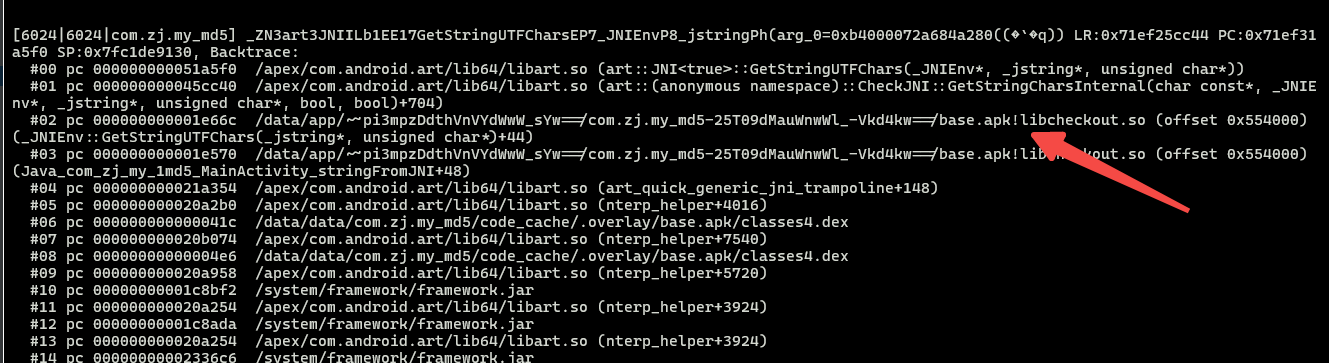 [6024|6024|com.zj.my_md5] _ZN3art3JNIILb1EE17GetStringUTFCharsEP7_JNIEnvP8_jstringPh(arg_0=0xb4000072a684a280((�`�q)) LR:0x71ef25cc44 PC:0x71ef31
a5f0 SP:0x7fc1de9130, Backtrace:
#00 pc 000000000051a5f0 /apex/com.android.art/lib64/libart.so (art::JNI<true>::GetStringUTFChars(_JNIEnv*, _jstring*, unsigned char*))
#01 pc 000000000045cc40 /apex/com.android.art/lib64/libart.so (art::(anonymous namespace)::CheckJNI::GetStringCharsInternal(char const*, _JNIE
nv*, _jstring*, unsigned char*, bool, bool)+704)
#02 pc 000000000001e66c /data/app/~~pi3mpzDdthVnVYdWwW_sYw==/com.zj.my_md5-25T09dMauWnwWl_-Vkd4kw==/base.apk!libcheckout.so (offset 0x554000)
(_JNIEnv::GetStringUTFChars(_jstring*, unsigned char*)+44)
#03 pc 000000000001e570 /data/app/~~pi3mpzDdthVnVYdWwW_sYw==/com.zj.my_md5-25T09dMauWnwWl_-Vkd4kw==/base.apk!libcheckout.so (offset 0x554000)
(Java_com_zj_my_1md5_MainActivity_stringFromJNI+48)
#04 pc 000000000021a354 /apex/com.android.art/lib64/libart.so (art_quick_generic_jni_trampoline+148)
#05 pc 000000000020a2b0 /apex/com.android.art/lib64/libart.so (nterp_helper+4016)
#06 pc 000000000000041c /data/data/com.zj.my_md5/code_cache/.overlay/base.apk/classes4.dex
#07 pc 000000000020b074 /apex/com.android.art/lib64/libart.so (nterp_helper+7540)
#08 pc 00000000000004e6 /data/data/com.zj.my_md5/code_cache/.overlay/base.apk/classes4.dex
#09 pc 000000000020a958 /apex/com.android.art/lib64/libart.so (nterp_helper+5720)
#10 pc 00000000001c8bf2 /system/framework/framework.jar
#11 pc 000000000020a254 /apex/com.android.art/lib64/libart.so (nterp_helper+3924)
#12 pc 00000000001c8ada /system/framework/framework.jar
#13 pc 000000000020a254 /apex/com.android.art/lib64/libart.so (nterp_helper+3924)
#14 pc 00000000002336c6 /system/framework/framework.jar